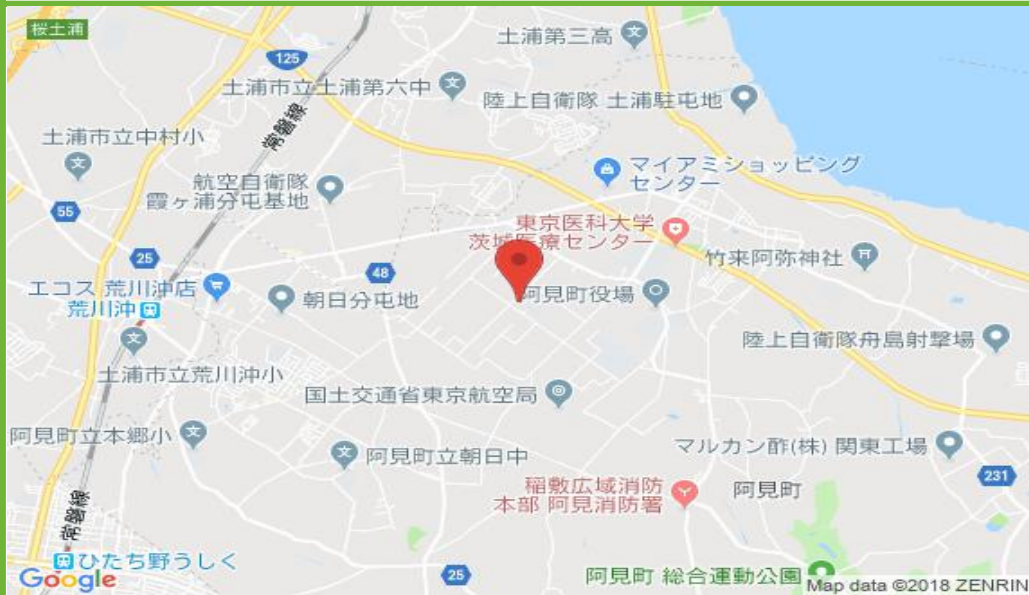 桜土浦
土浦第三高
125
土浦市立土浦第六中
陸上自衛隊 土浦駐屯地
常磐線
土浦市立中村小
マイアミショッピング
センター
航空自衛隊
霞ヶ浦分屯基地
55
東京医科大学
茨城医療センター
竹来阿弥神社
25
48
エコス 荒川沖店
荒川沖
朝日分屯地
阿見町役場
陸上自衛隊舟島射撃場
土浦市立荒川沖小
国土交通省東京航空局
阿見町立本郷小
阿見町立朝日中
マルカン酢(株) 関東工場
231
稲敷広域消防
本部 阿見消防署
阿見町
常磐線
ひたち野うしく
Google
25
阿見町 総合運動公園
Map data ©2018 ZENRIN